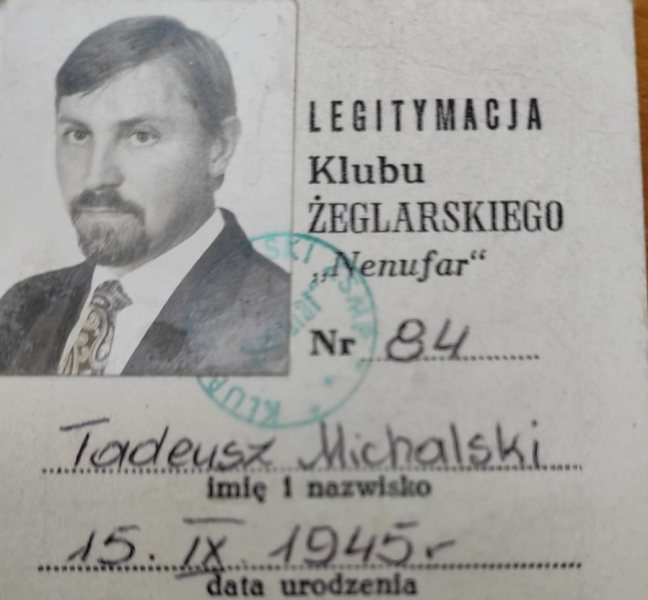 LEGITYMACJA
Klubu
ŻEGLARSKIEGO
„Nenufar“
Nr 84
Tadeusz Michalski
imię i nazwisko
15. IX. 1945 r
data urodzenia